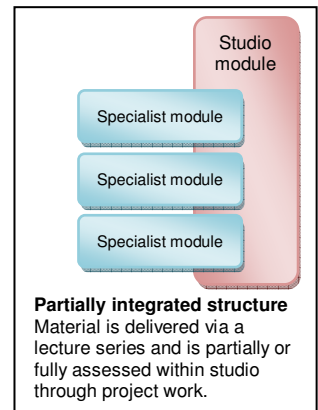 Studio
module
Specialist module
Specialist module
Specialist module
Partially integrated structure
Material is delivered via a
lecture series and is partially or
fully assessed within studio
through project work.